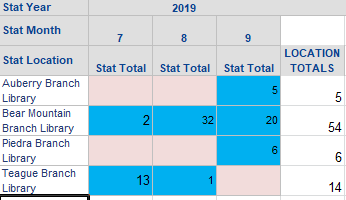 Stat Year 2019
Stat Month
7 8 9
Stat Location Stat Total Stat Total Stat Total LOCATION
TOTALS
Auberry Branch
Library 5 5
Bear Mountain
Branch Library 2 32 20 54
Piedra Branch
Library 6 6
Teague Branch
Library 13 1 14